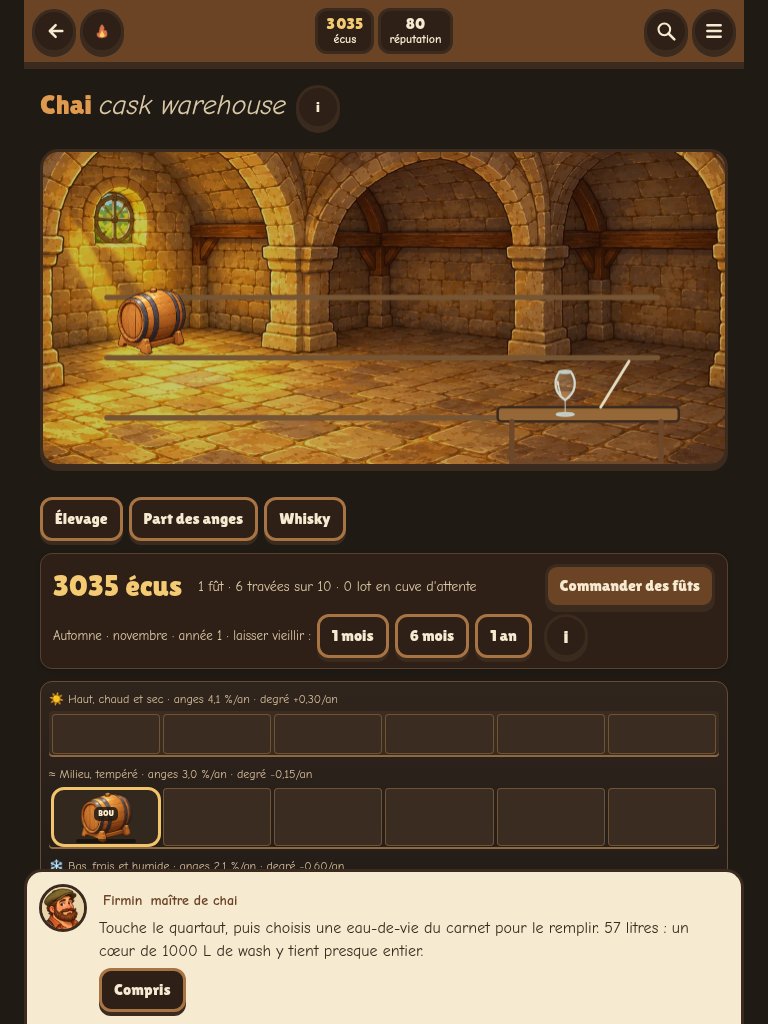 3035
écus
80
réputation
Chai cask warehouse i
Élevage
Part des anges
Whisky
3035 écus 1 fût · 6 travées sur 10 · 0 lot en cuve d'attente
Commander des fûts
Automne · novembre · année 1 · laisser vieillir :
1 mois
6 mois
1 an
i
Haut, chaud et sec · anges 4,1 %/an · degré +0,30/an
≈ Milieu, tempéré · anges 3,0 %/an · degré -0,15/an
BOU
Bas, frais et humide · anges 2,1 %/an · degré -0,60/an
Firmin maître de chai
Touche le quartaut, puis choisis une eau-de-vie du carnet pour le remplir. 57 litres : un
cœur de 1000 L de wash y tient presque entier.
Compris